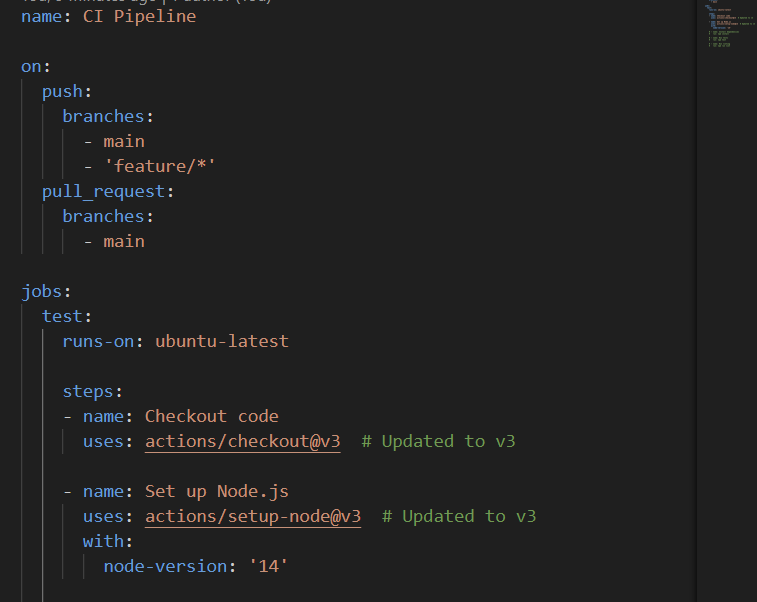 name: CI Pipeline
on:
push:
branches:
- main
- 'feature/*'
pull_request:
branches:
- main
jobs:
test:
runs-on: ubuntu-latest
steps:
- name: Checkout code
uses: actions/checkout@v3  # Updated to v3
- name: Set up Node.js
uses: actions/setup-node@v3  # Updated to v3
with:
node-version: '14'